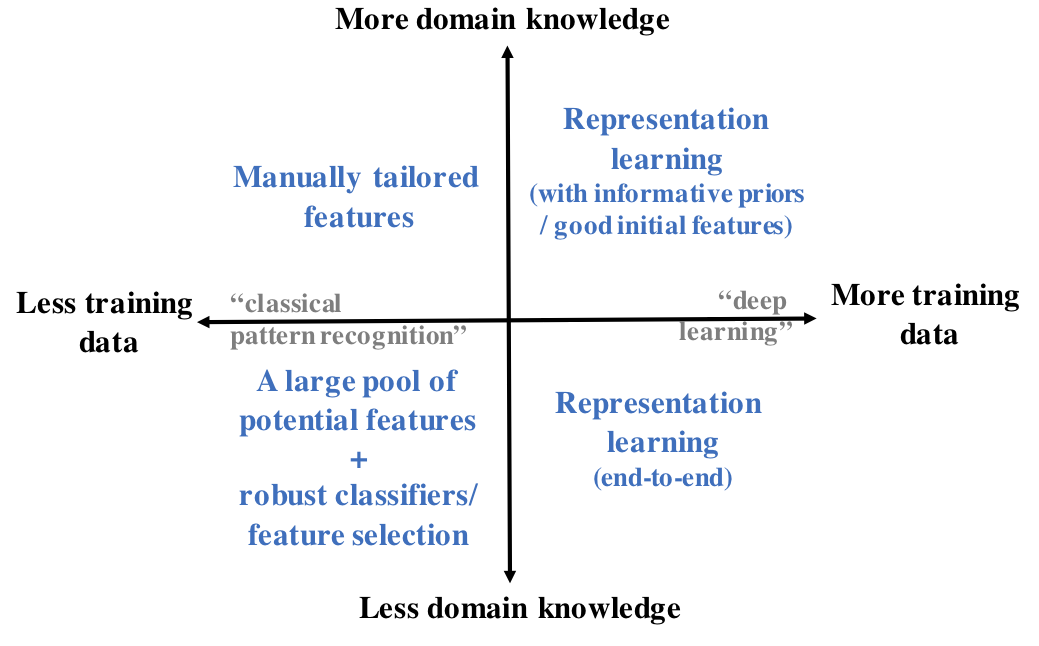 More domain knowledge
Representation
learning
(with informative priors
/ good initial features)
Manually tailored
features
Less training
data
“classical
pattern recognition”
“deep
learning”
More training
data
A large pool of
potential features
+
robust classifiers/
feature selection
Representation
learning
(end-to-end)
Less domain knowledge